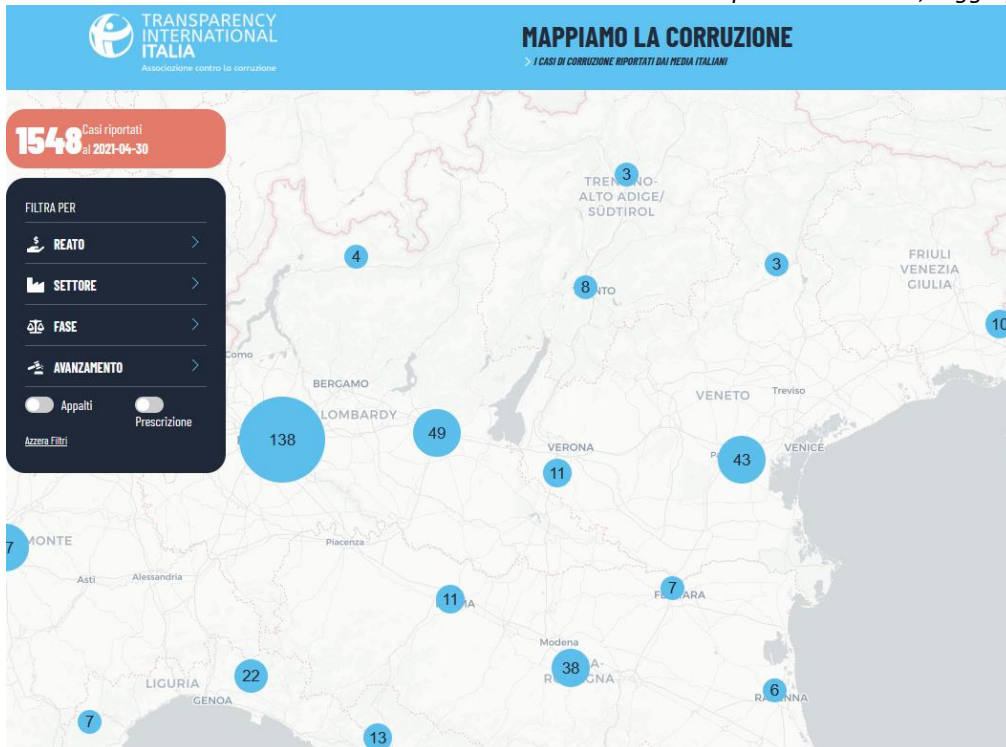 TRANSPARENCY
INTERNATIONAL
ITALIA
Associazione contro la corruzione
MAPPIAMO LA CORRUZIONE
I CASI DI CORRUZIONE RIPORTATI DAI MEDIA ITALIANI
1548 Casi riportati
al 2021-04-30
FILTRA PER
REATO
SETTORE
FASE
AVANZAMENTO
Appalti
Prescrizione
Azzera Filtri
3
ALTO ADIGE/
SÜDTIROL
4
3
FRIULI
VENEZIA
GIULIA
8
10
Como
BERGAMO
LOMBARDY
VENETO
Treviso
138
49
VERONA
11
43
VENICE
7
MONTE
Piacenza
Asti
Alessandria
11
7
Modena
38
22
LIGURIA
GENOA
6
7
13